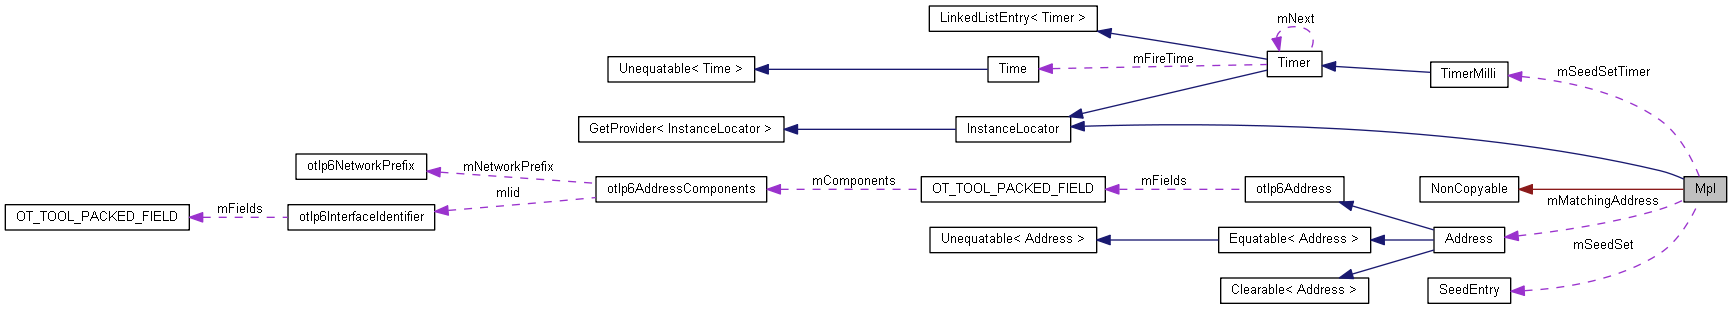 LinkedListEntry< Timer >
mNext
Unequatable< Time >
Time
mFireTime
Timer
TimerMilli
mSeedSetTimer
GetProvider< InstanceLocator >
InstanceLocator
otIp6NetworkPrefix
mNetworkPrefix
mIid
otIp6AddressComponents
mComponents
OT_TOOL_PACKED_FIELD
mFields
otIp6Address
NonCopyable
Mpl
mMatchingAddress
OT_TOOL_PACKED_FIELD
mFields
otIp6InterfaceIdentifier
Unequatable< Address >
Equatable< Address >
Address
mSeedSet
Clearable< Address >
SeedEntry